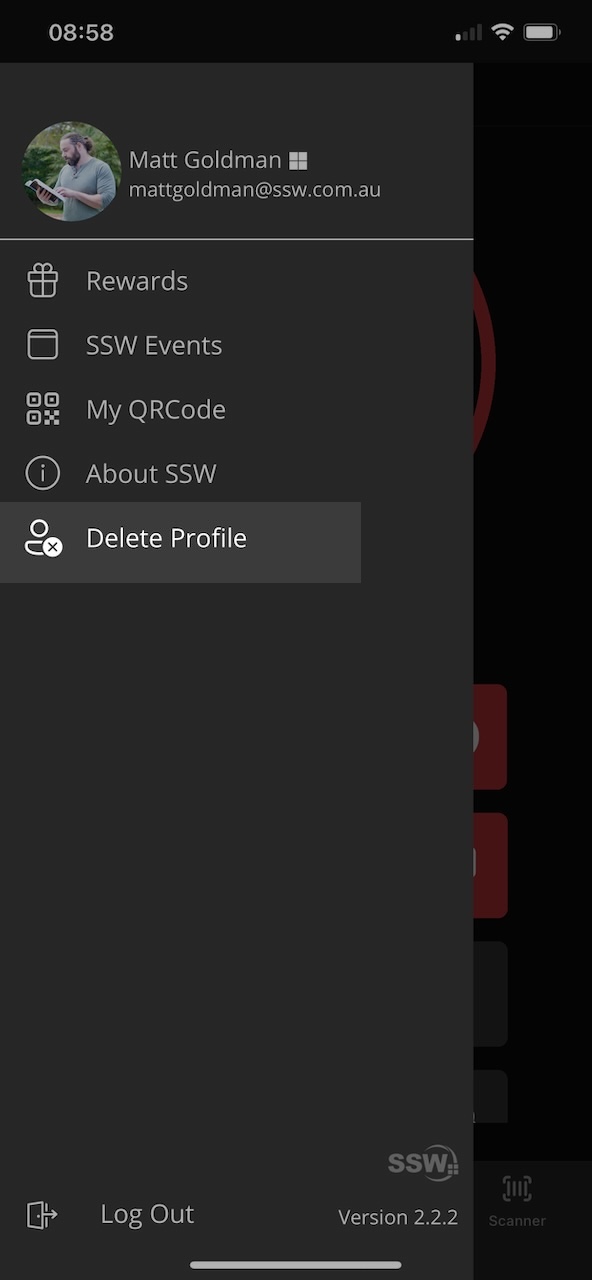 08:58
Matt Goldman
mattgoldman@ssw.com.au
Rewards
SSW Events
My QRCode
About SSW
Delete Profile
SSW
Log Out
Version 2.2.2
Scanner